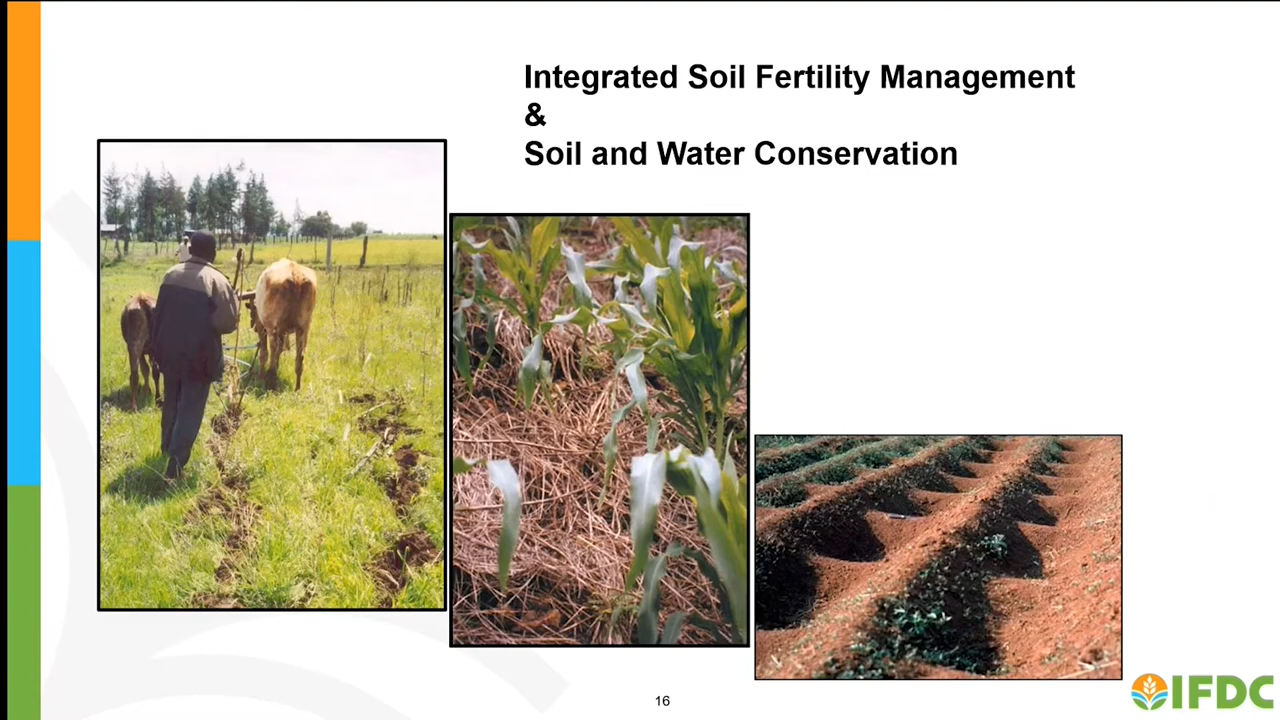 Integrated Soil Fertility Management
&
Soil and Water Conservation
16
IFDC